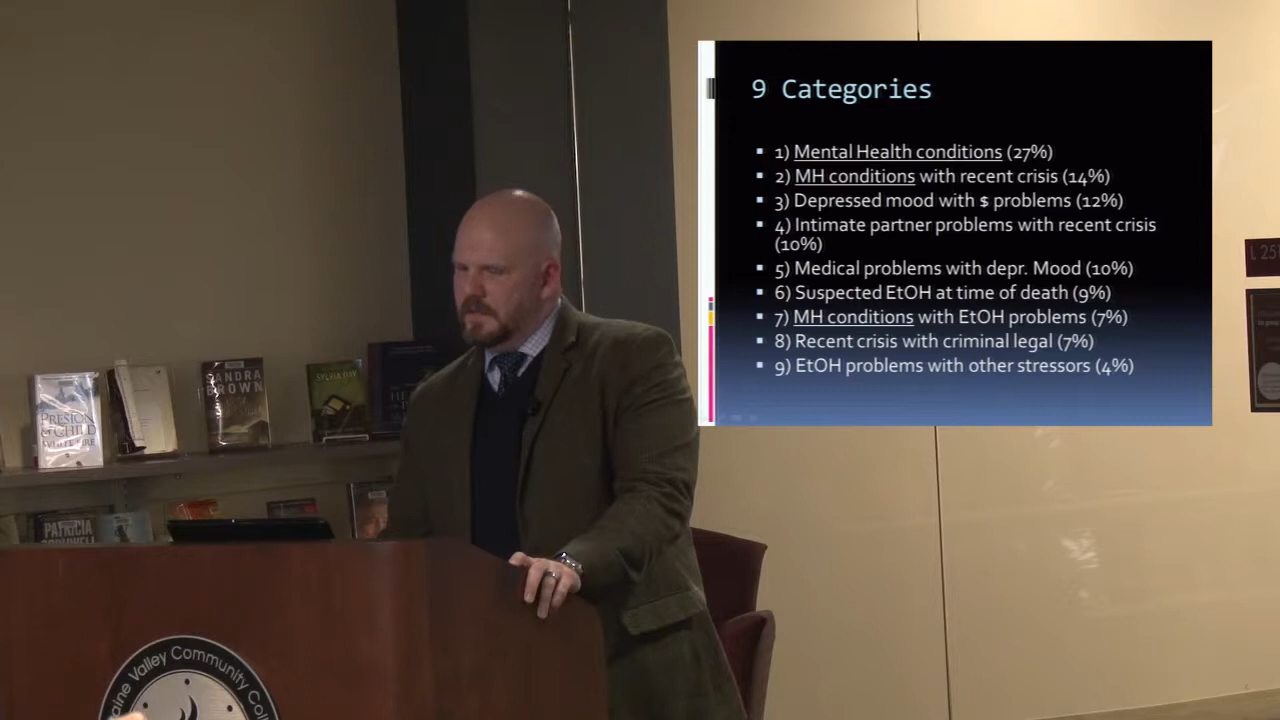 9 Categories
1) Mental Health conditions (27%)
2) MH conditions with recent crisis (14%)
3) Depressed mood with $ problems (12%)
4) Intimate partner problems with recent crisis
(10%)
5) Medical problems with depr. Mood (10%)
6) Suspected EtOH at time of death (9%)
7) MH conditions with EtOH problems (7%)
8) Recent crisis with criminal legal (7%)
9) EtOH problems with other stressors (4%)
PRESTON
& CHILD
WHITE FIRE
SANDRA
BROWN
SYLVIA DAY
PATRICIA
Valley Community